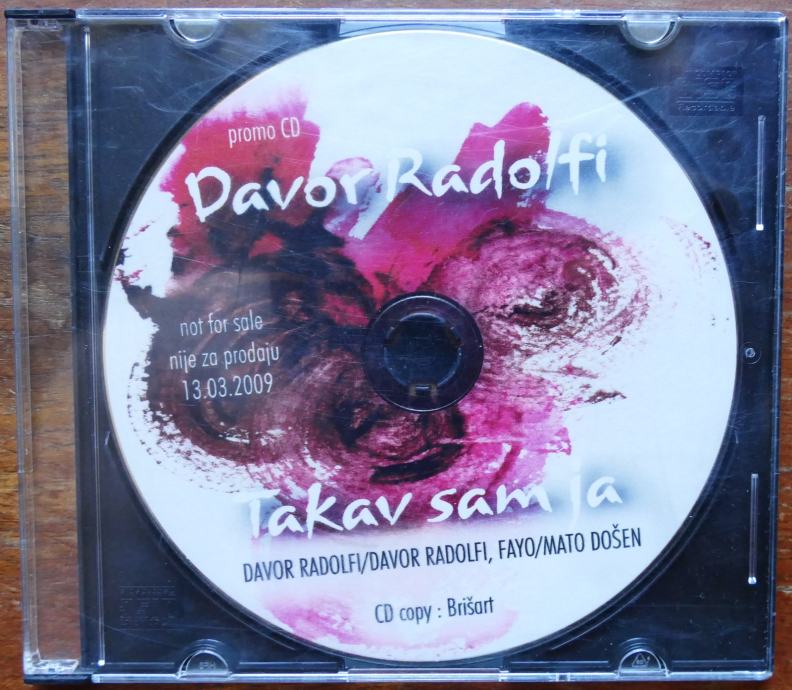 promo CD
Davor Radolfi
not for sale
nije za prodaju
13.03.2009
Takav sam ja
DAVOR RADOLFI/DAVOR RADOLFI, FAYO/MATO DOŠEN
CD copy : Brišart
Recordable